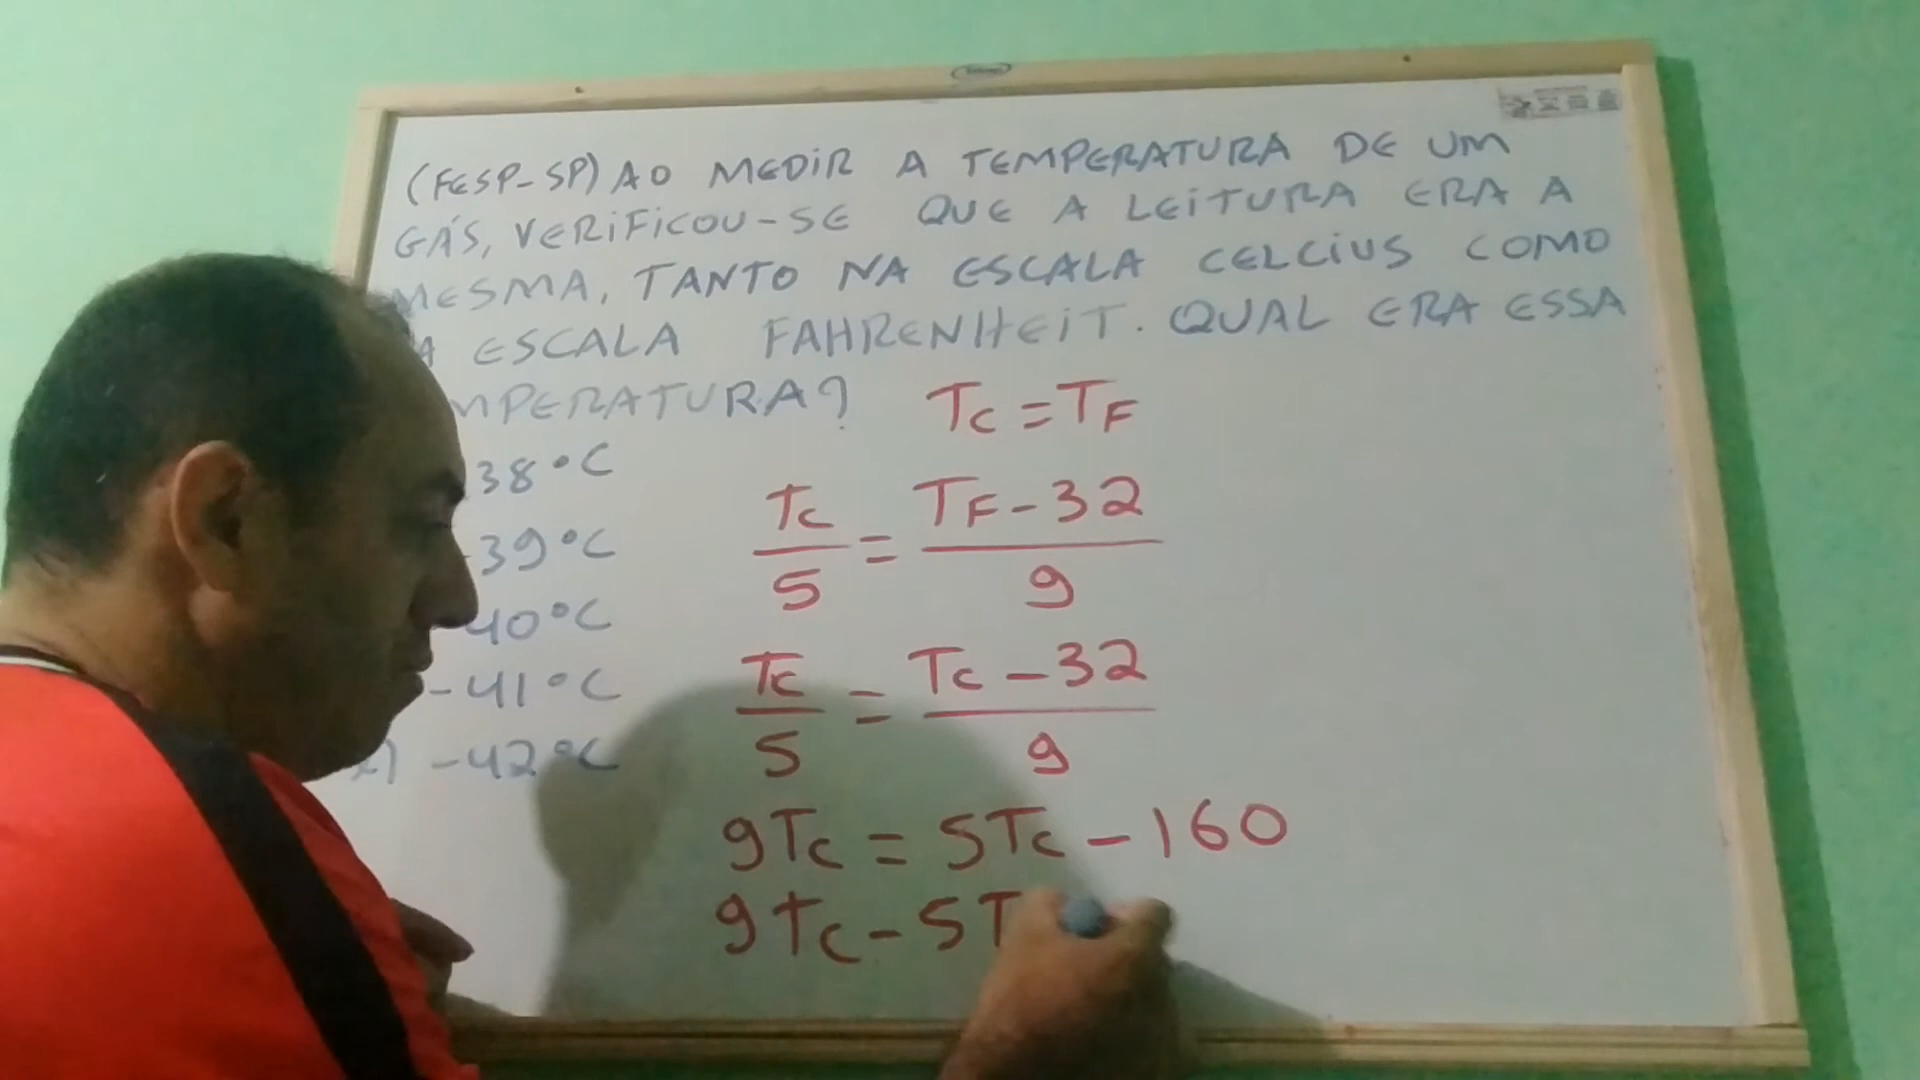 (FESP-SP) AO MEDIR A TEMPERATURA DE UM
GÁS, VERIFICOU-SE QUE A LEITURA ERA A
MESMA, TANTO NA ESCALA CELCIUS COMO
ESCALA FAHRENHEIT. QUAL ERA ESSA
MPERATURA?
TC = TF
38°C
-39°C
-40°C
-41°C
-42°C
TC/5 = TF-32/9
TC/5 = TC-32/9
9TC = 5TC - 160
9TC - 5T